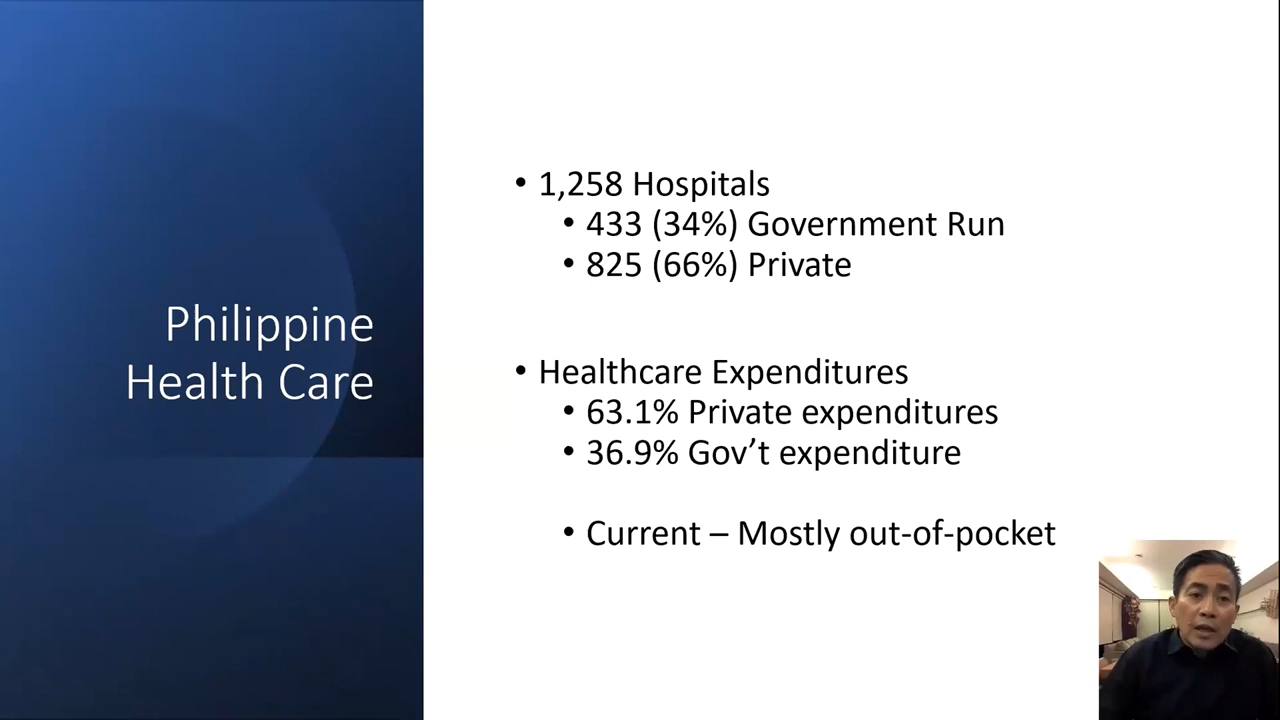 Philippine
Health Care
• 1,258 Hospitals
• 433 (34%) Government Run
• 825 (66%) Private
• Healthcare Expenditures
• 63.1% Private expenditures
• 36.9% Gov’t expenditure
• Current – Mostly out-of-pocket